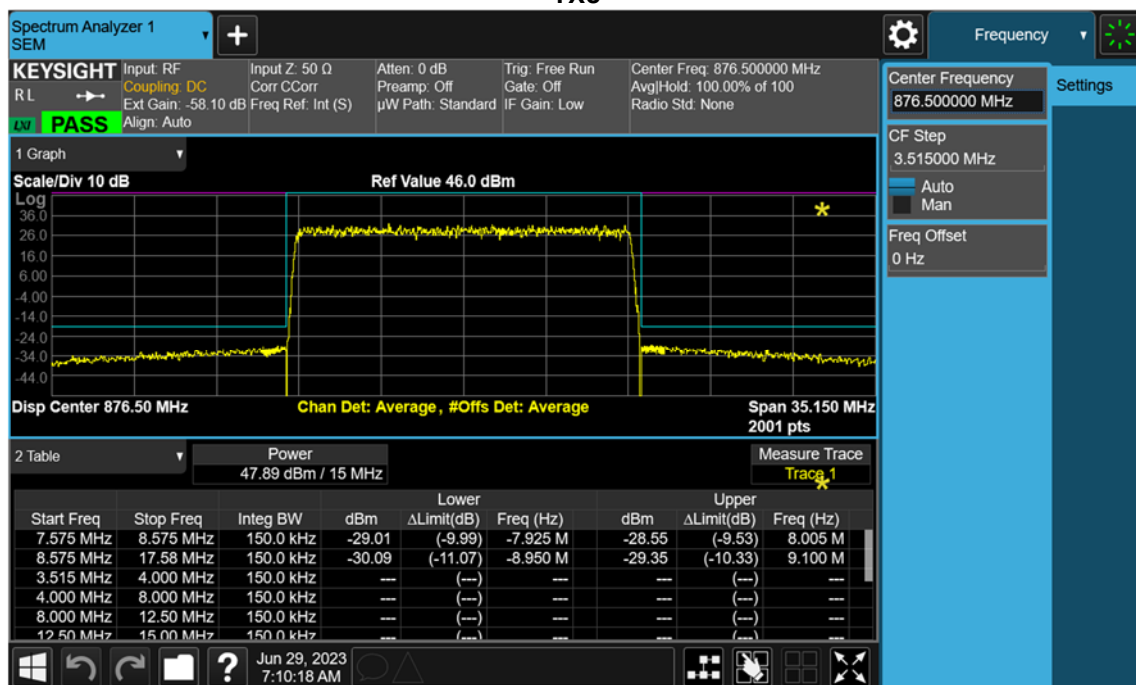 Spectrum Analyzer 1
SEM
Frequency
KEYSIGHT
RL
LXI PASS
Input: RF
Coupling: DC
Ext Gain: -58.10 dB
Align: Auto
Input Z: 50 Ω
Corr CCorr
Freq Ref: Int (S)
Atten: 0 dB
Preamp: Off
µW Path: Standard
Trig: Free Run
Gate: Off
IF Gain: Low
Center Freq: 876.500000 MHz
Avg|Hold: 100.00% of 100
Radio Std: None
Center Frequency
876.500000 MHz
Settings
CF Step
3.515000 MHz
Auto
Man
Freq Offset
0 Hz
1 Graph
Scale/Div 10 dB
Ref Value 46.0 dBm
Log
36.0
26.0
16.0
6.00
-4.00
-14.0
-24.0
-34.0
-44.0
Disp Center 876.50 MHz
Chan Det: Average, #Offs Det: Average
Span 35.150 MHz
2001 pts
2 Table
Power
47.89 dBm / 15 MHz
Measure Trace
Trace 1
Lower Upper
Start Freq Stop Freq Integ BW dBm ΔLimit(dB) Freq (Hz) dBm ΔLimit(dB) Freq (Hz)
7.575 MHz 8.575 MHz 150.0 kHz -29.01 (-9.99) -7.925 M -28.55 (-9.53) 8.005 M
8.575 MHz 17.58 MHz 150.0 kHz -30.09 (-11.07) -8.950 M -29.35 (-10.33) 9.100 M
3.515 MHz 4.000 MHz 150.0 kHz --- (---) --- --- (---) ---
4.000 MHz 8.000 MHz 150.0 kHz --- (---) --- --- (---) ---
8.000 MHz 12.50 MHz 150.0 kHz --- (---) --- --- (---) ---
12.50 MHz 15.00 MHz 150.0 kHz --- (---) --- --- (---) ---
Jun 29, 2023
7:10:18 AM